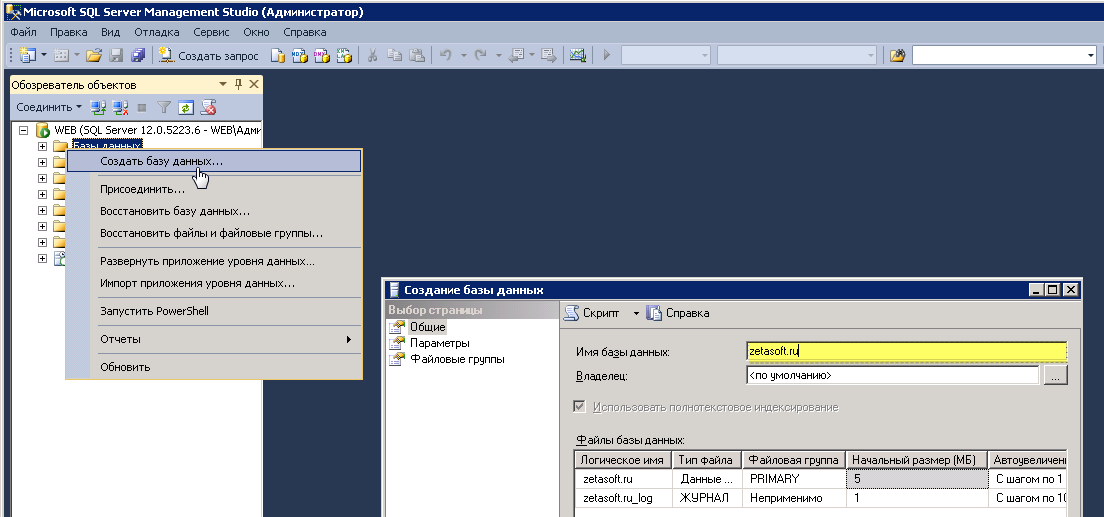 Microsoft SQL Server Management Studio (Администратор)
Файл Правка Вид Отладка Сервис Окно Справка
Создать запрос
Обозреватель объектов
Соединить
WEB (SQL Server 12.0.5223.6 - WEB\Адми
Базы данных
Создать базу данных...
Присоединить...
Восстановить базу данных...
Восстановить файлы и файловые группы...
Развернуть приложение уровня данных...
Импорт приложения уровня данных...
Запустить PowerShell
Отчеты
Обновить
Создание базы данных
Выбор страницы
Общие
Параметры
Файловые группы
Скрипт Справка
Имя базы данных: zetasoft.ru
Владелец: <по умолчанию> ...
Использовать полнотекстовое индексирование
Файлы базы данных:
Логическое имя Тип файла Файловая группа Начальный размер (МБ) Автоувеличен
zetasoft.ru Данные ... PRIMARY 5 С шагом по 1
zetasoft.ru_log ЖУРНАЛ Неприменимо 1 С шагом по 10